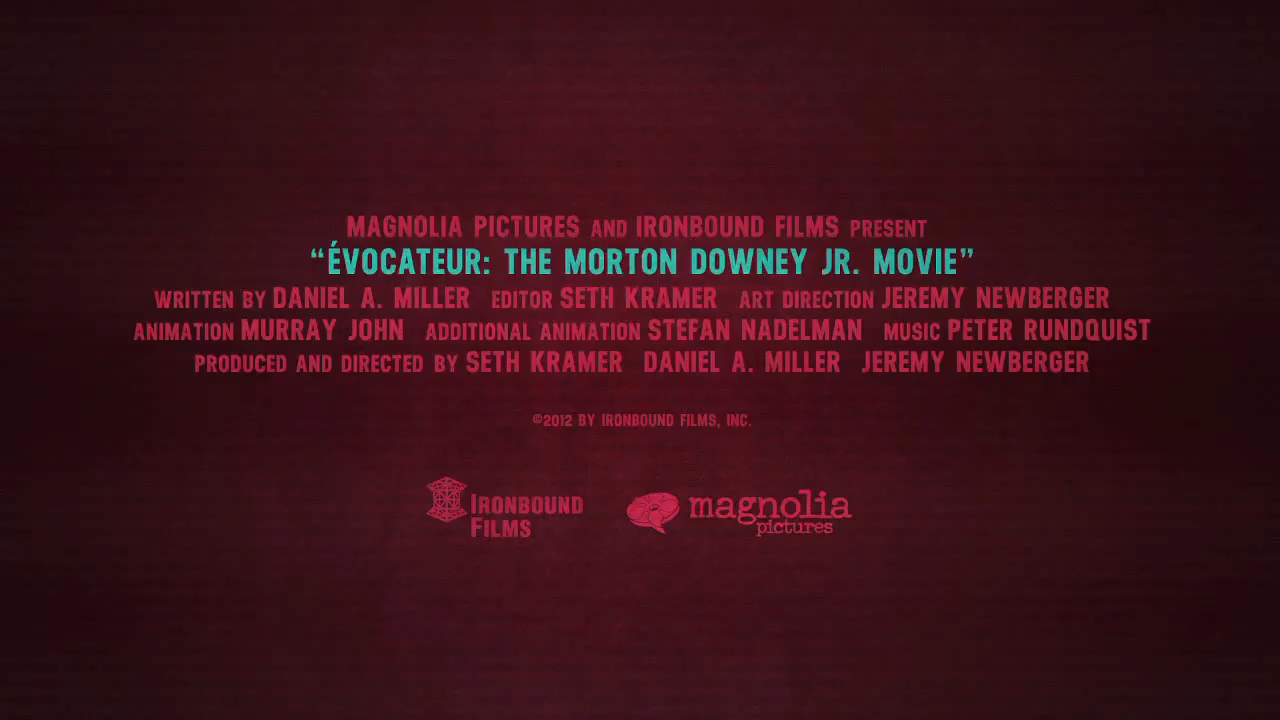 MAGNOLIA PICTURES AND IRONBOUND FILMS PRESENT
“ÉVOCATEUR: THE MORTON DOWNEY JR. MOVIE”
WRITTEN BY DANIEL A. MILLER EDITOR SETH KRAMER ART DIRECTION JEREMY NEWBERGER
ANIMATION MURRAY JOHN ADDITIONAL ANIMATION STEFAN NADELMAN MUSIC PETER RUNDQUIST
PRODUCED AND DIRECTED BY SETH KRAMER DANIEL A. MILLER JEREMY NEWBERGER
©2012 BY IRONBOUND FILMS, INC.
IRONBOUND
FILMS
magnolia
pictures